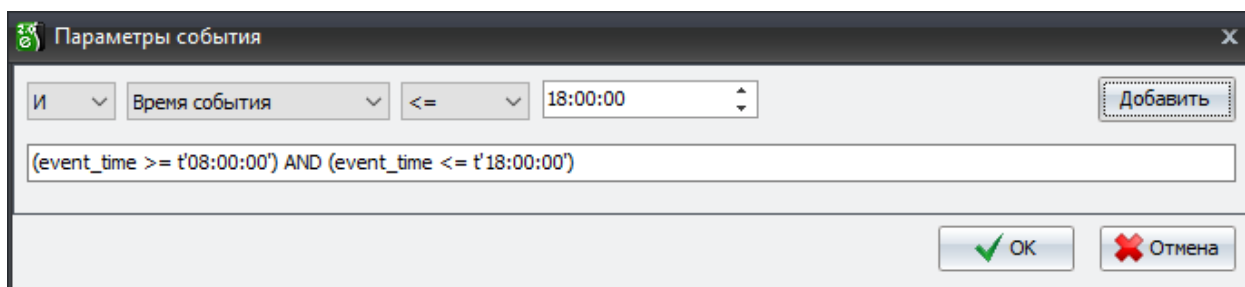 Параметры события
И Время события <= 18:00:00 Добавить
(event_time >= t'08:00:00') AND (event_time <= t'18:00:00')
OK Отмена